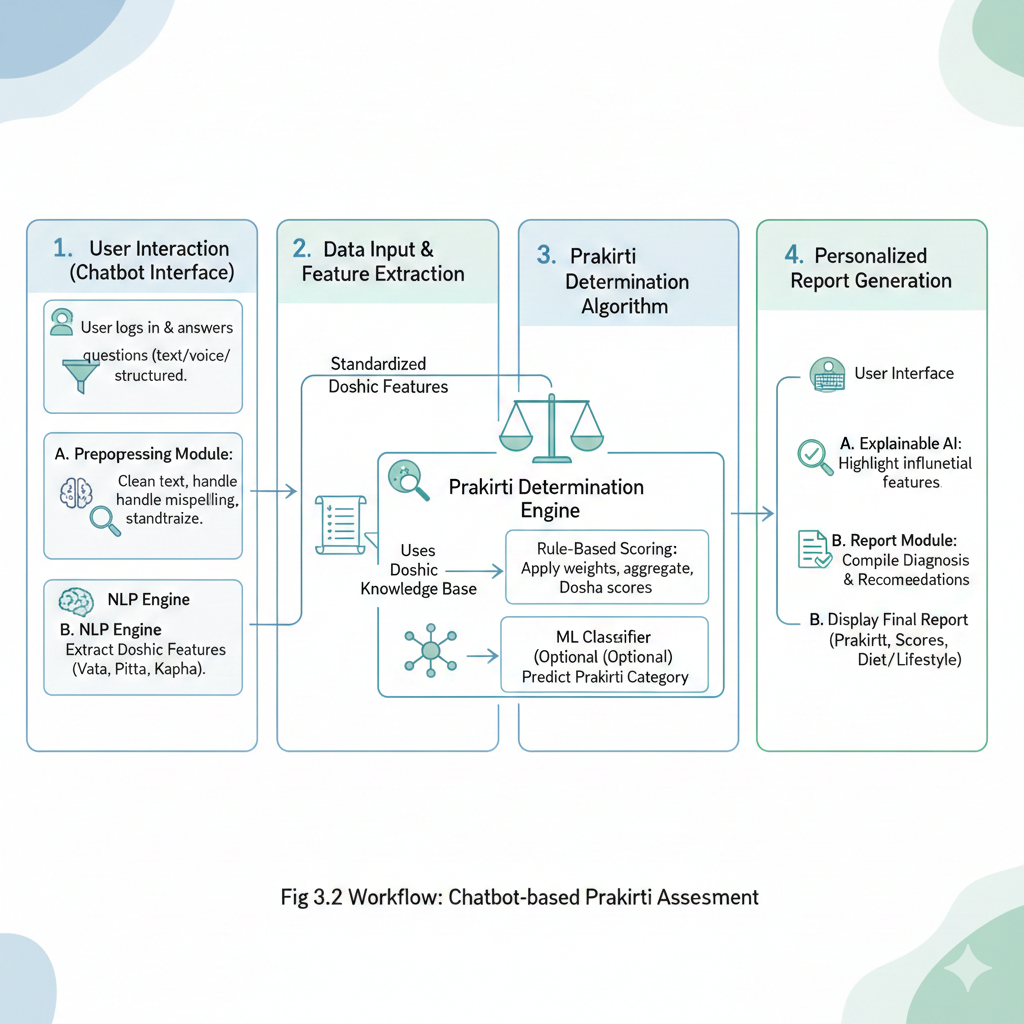 1. User Interaction
(Chatbot Interface)
User logs in & answers
questions (text/voice/
structured.
A. Prepopressing Module:
Clean text, handle
handle mispellling,
standtraize.
NLP Engine
B. NLP Engine
Extract Doshic Features
(Vata, Pitta, Kapha).
2. Data Input &
Feature Extraction
Standardized
Doshic Features
3. Prakirti
Determination
Algorithm
Prakirti Determination
Engine
Uses
Doshic
Knowledge Base
Rule-Based Scoring:
Apply weights, aggregate,
Dosha scores
ML Classifier
(Optional (Optional)
Predict Prakirti Category
4. Personalized
Report Generation
User Interface
A. Explainable AI:
Highlight influnetial
features
B. Report Module:
Compile Diagnosis
& Recomeedations
B. Display Final Report
(Prakirtt, Scores,
Diet/Lifestyle)
Fig 3.2 Workflow: Chatbot-based Prakirti Assesment